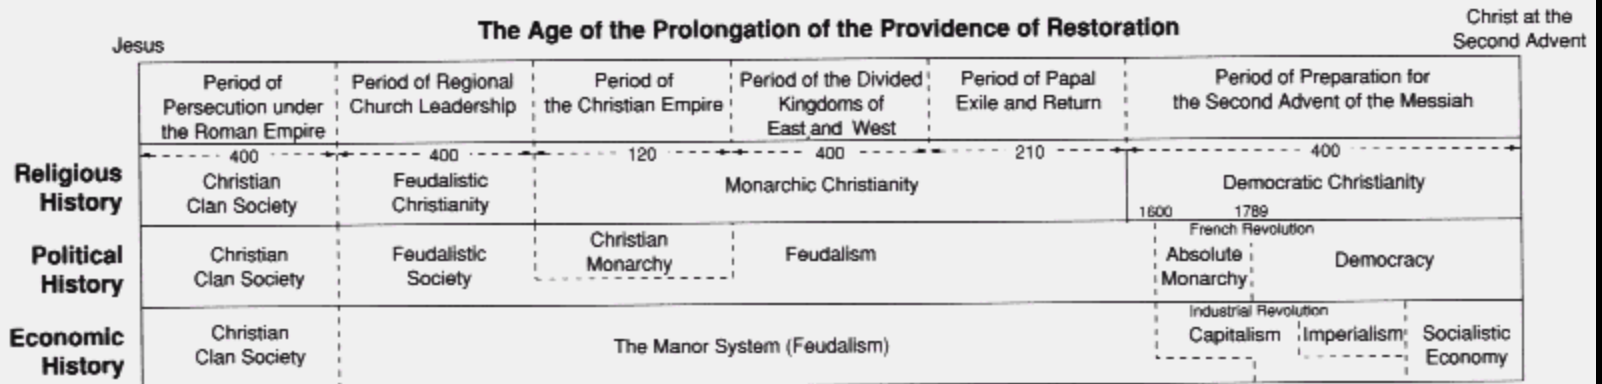 The Age of the Prolongation of the Providence of Restoration
Jesus
Christ at the
Second Advent
Period of
Persecution under
the Roman Empire
Period of Regional
Church Leadership
Period of
the Christian Empire
Period of the Divided
Kingdoms of
East and West
Period of Papal
Exile and Return
Period of Preparation for
the Second Advent of the Messiah
400
400
120
400
210
400
Religious
History
Christian
Clan Society
Feudalistic
Christianity
Monarchic Christianity
Democratic Christianity
1600
1789
French Revolution
Political
History
Christian
Clan Society
Feudalistic
Society
Christian
Monarchy
Feudalism
Absolute
Monarchy
Democracy
Industrial Revolution
Economic
History
Christian
Clan Society
The Manor System (Feudalism)
Capitalism
Imperialism
Socialistic
Economy